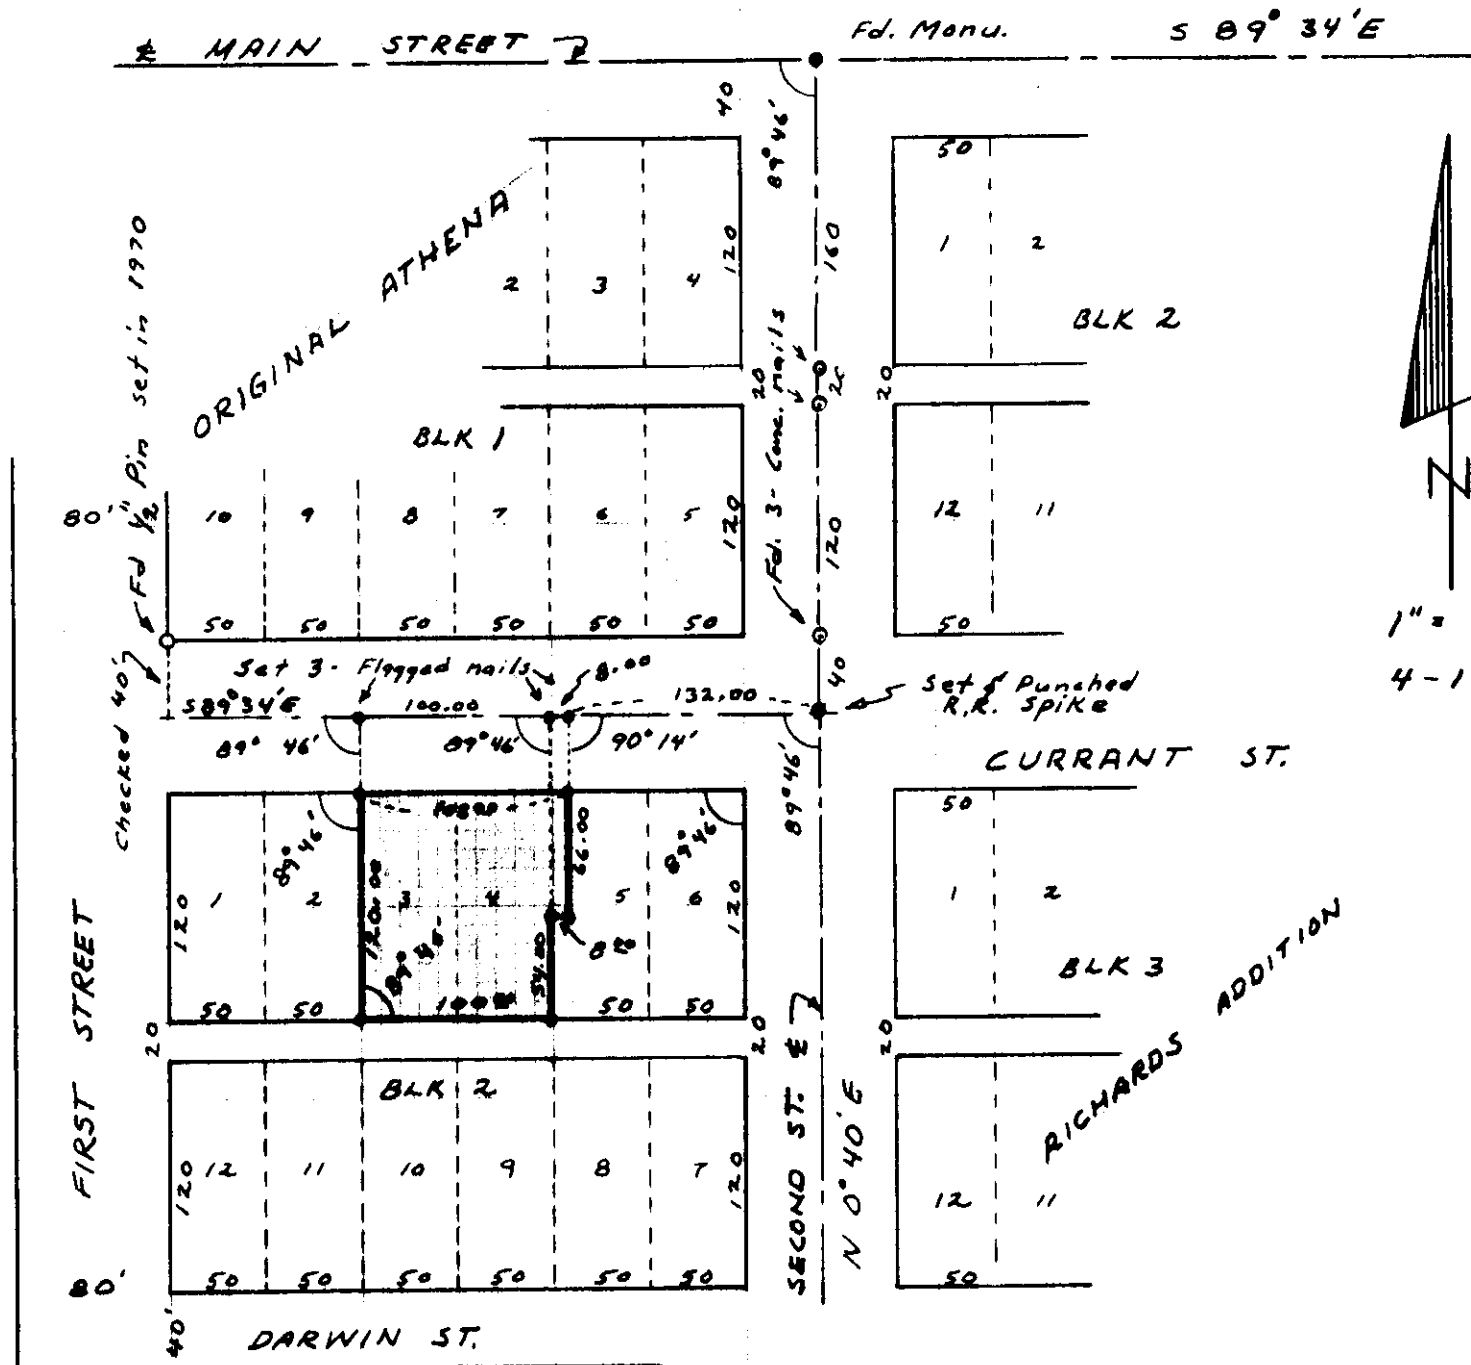 ℄ MAIN STREET
Fd. Monu.
S 89° 34' E
40
89° 46'
50
ORIGINAL ATHENA
2 3 4
120
160
1 2
BLK 2
Fd ½" Pin set in 1970
20
20
20
Fd. 3- Conc. nails
BLK 1
80'
10 9 8 7 6 5
120
120
12 11
50 50 50 50 50 50
50
1" =
4-1
N
Checked 40'
Set 3- Flagged nails
8.00
40
S 89° 34' E
100.00
132.00
Set Punched
R.R. Spike
89° 46'
89° 46'
90° 14'
89° 46'
CURRANT ST.
50
89° 46'
120.00
66.00
89° 46'
120
1 2 3 4 5 6
120
1 2
54.00
BLK 3
50 50
50 50
FIRST STREET
20
20
20
SECOND ST. ℄
N 0° 40' E
RICHARDS ADDITION
BLK 2
120
12 11 10 9 8 7
120
12 11
80'
50 50 50 50 50 50
50
40'
DARWIN ST.